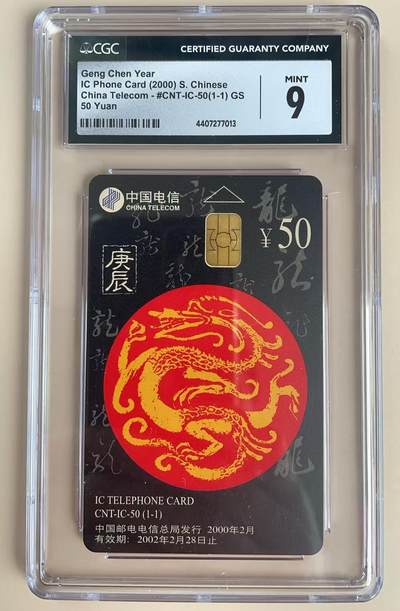 CGC
CERTIFIED GUARANTY COMPANY
Geng Chen Year
IC Phone Card (2000) S. Chinese
China Telecom - #CNT-IC-50(1-1) GS
50 Yuan
4407277013
MINT
9
中国电信
CHINA TELECOM
¥50
庚辰
龍
龍
龍
IC TELEPHONE CARD
CNT-IC-50 (1-1)
中国邮电电信总局发行 2000年2月
有效期: 2002年2月28日止